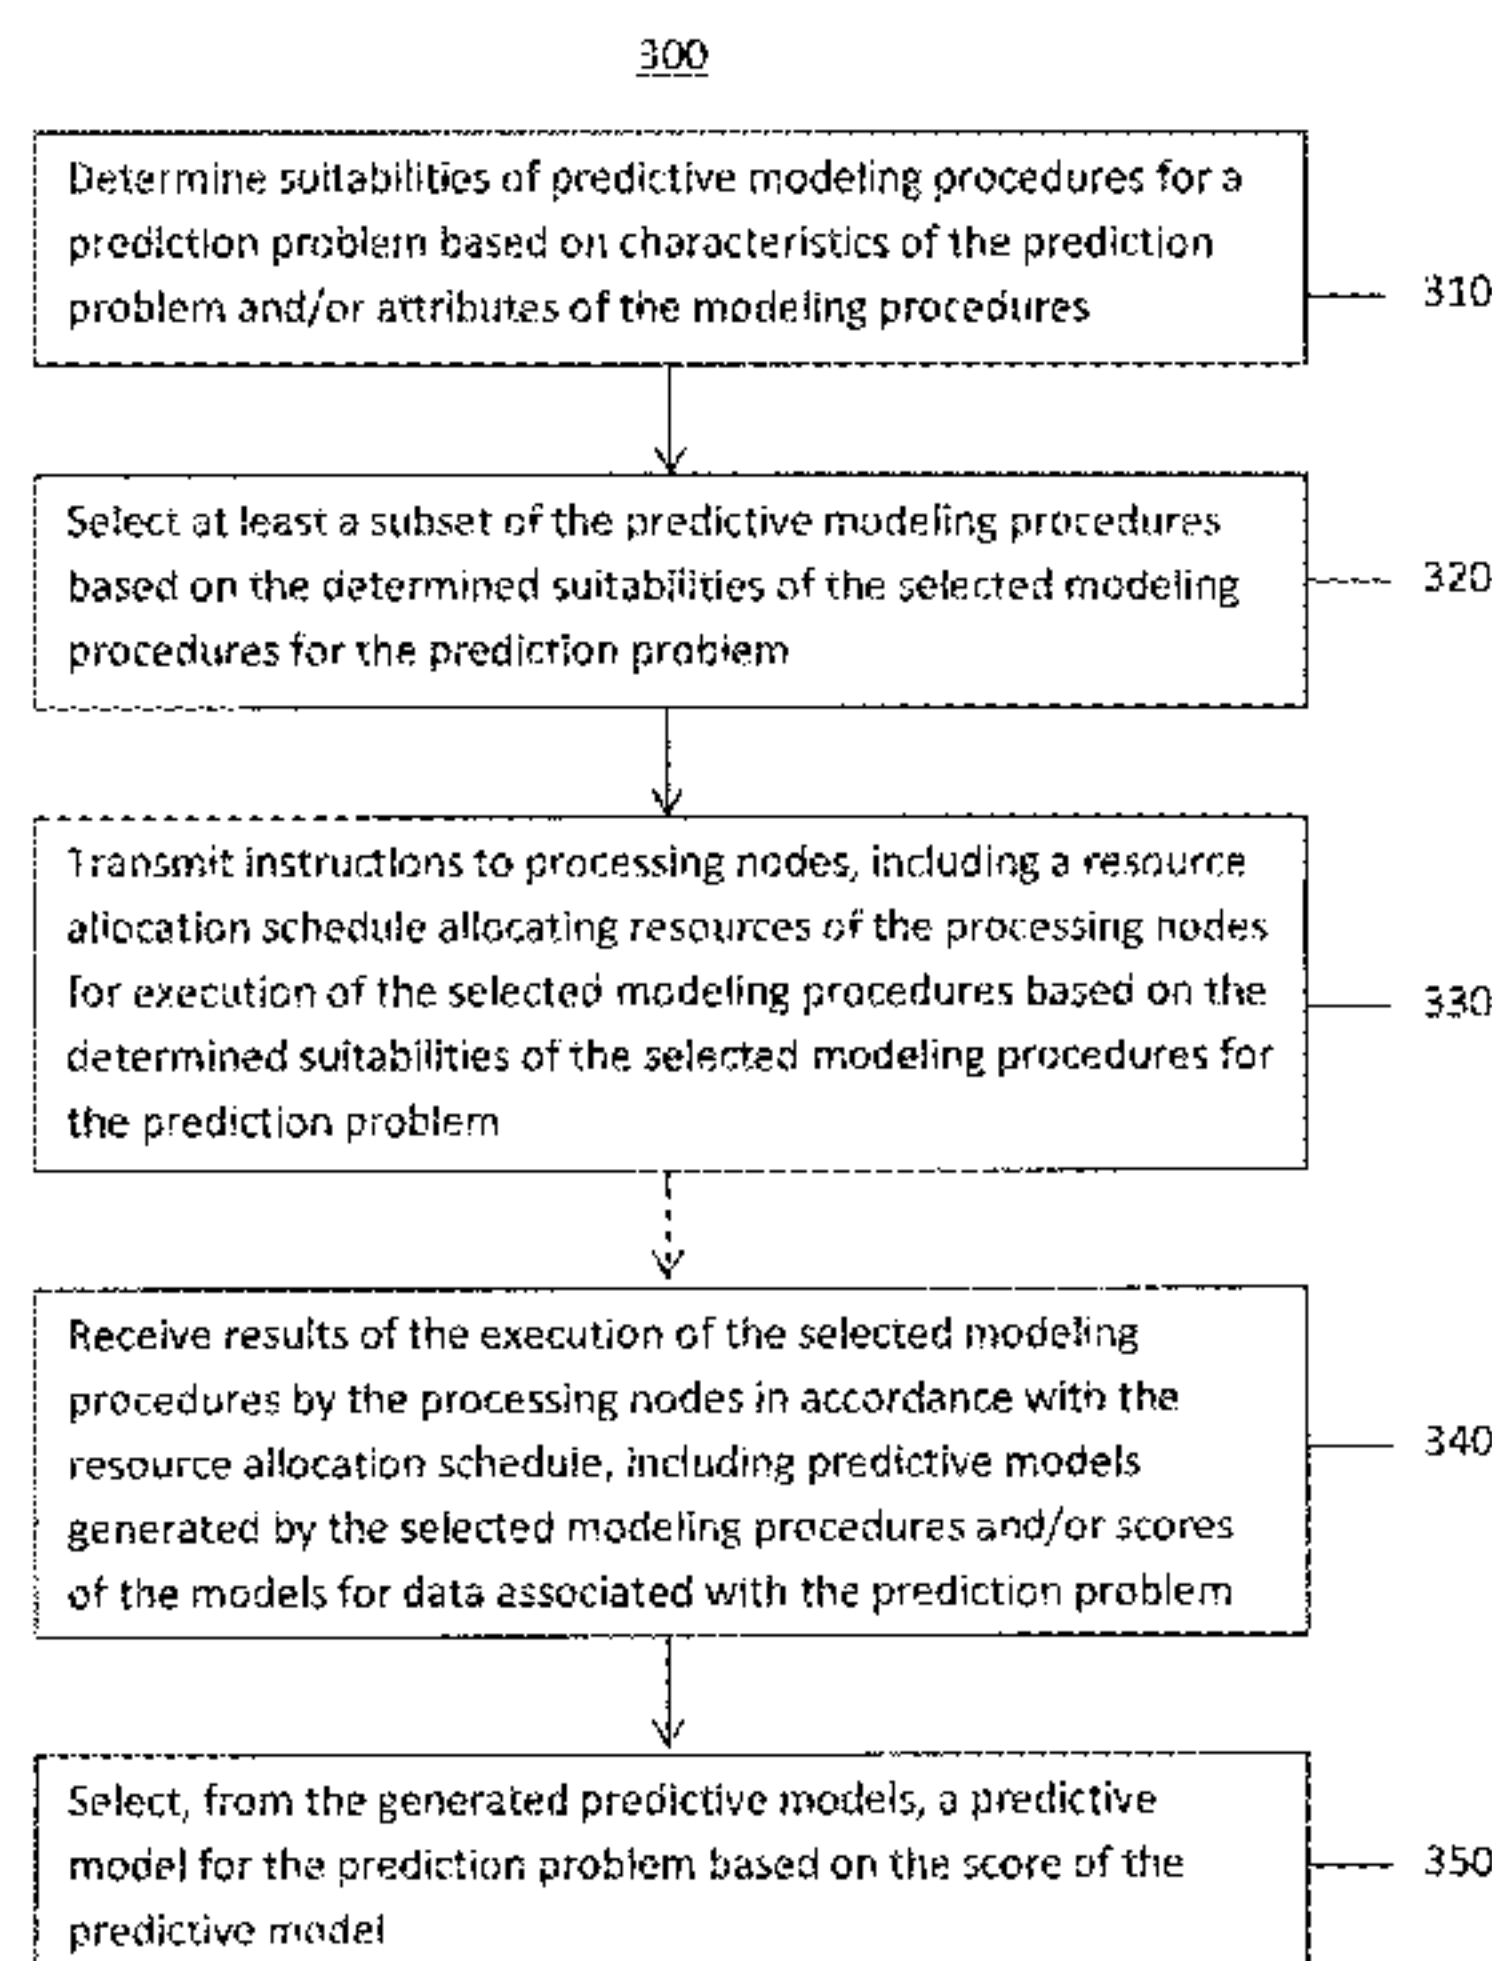 300
Determine suitabilities of predictive modeling procedures for a
prediction problem based on characteristics of the prediction
problem and/or attributes of the modeling procedures
310
Select at least a subset of the predictive modeling procedures
based on the determined suitabilities of the selected modeling
procedures for the prediction problem
320
Transmit instructions to processing nodes, including a resource
allocation schedule allocating resources of the processing nodes
for execution of the selected modeling procedures based on the
determined suitabilities of the selected modeling procedures for
the prediction problem
330
Receive results of the execution of the selected modeling
procedures by the processing nodes in accordance with the
resource allocation schedule, including predictive models
generated by the selected modeling procedures and/or scores
of the models for data associated with the prediction problem
340
Select, from the generated predictive models, a predictive
model for the prediction problem based on the score of the
predictive model
350